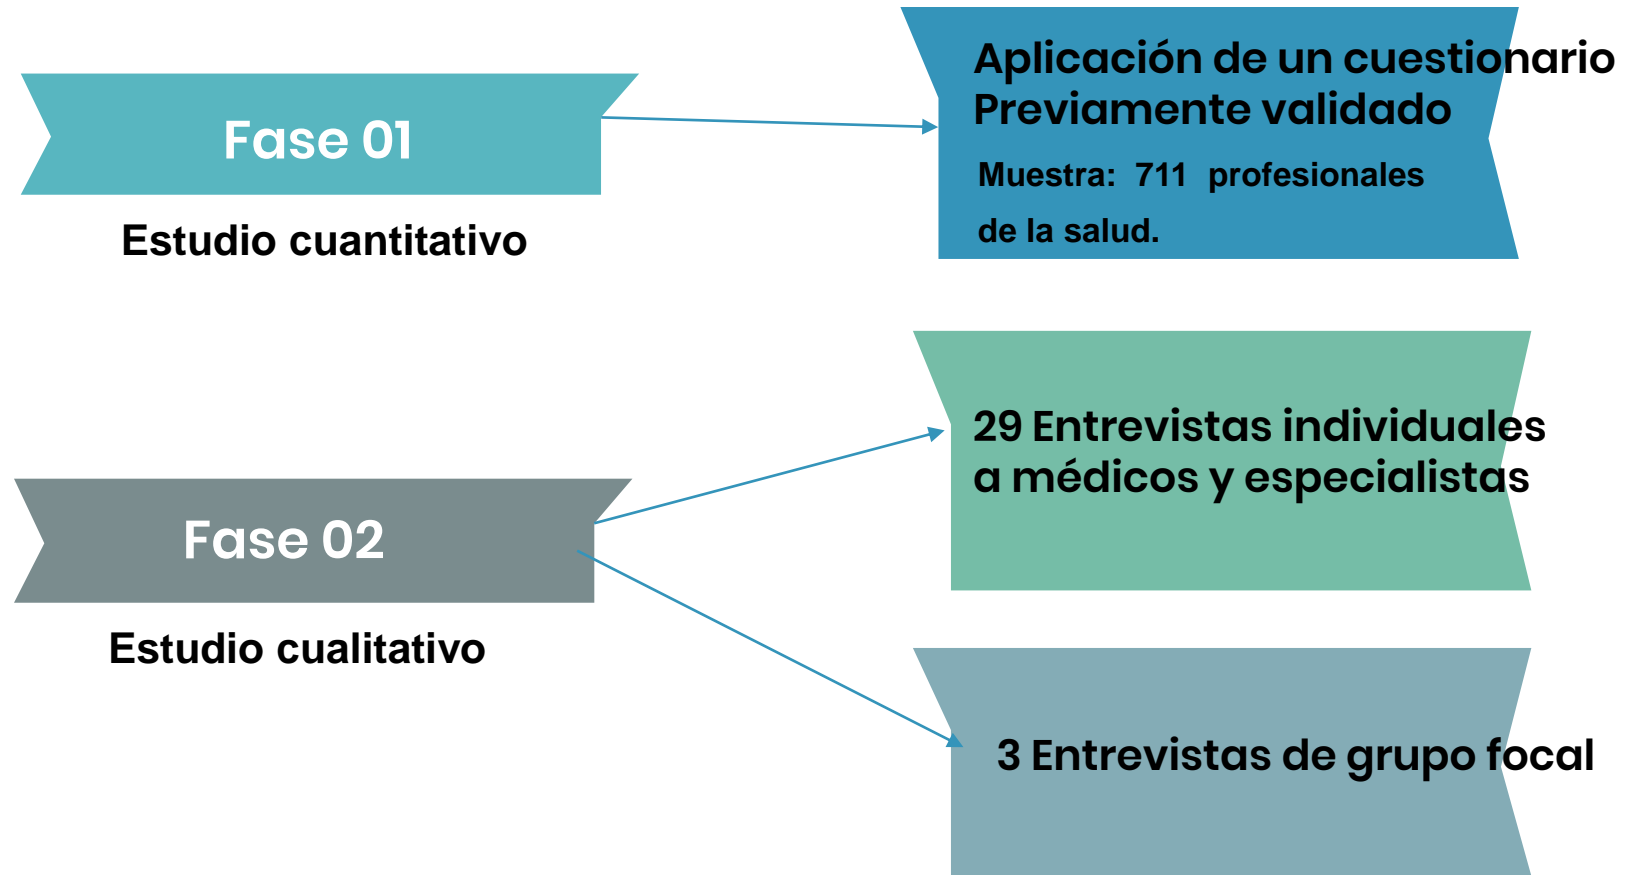 Fase 01
Estudio cuantitativo
Aplicación de un cuestionario
Previamente validado
Muestra: 711 profesionales
de la salud.
Fase 02
Estudio cualitativo
29 Entrevistas individuales
a médicos y especialistas
3 Entrevistas de grupo focal